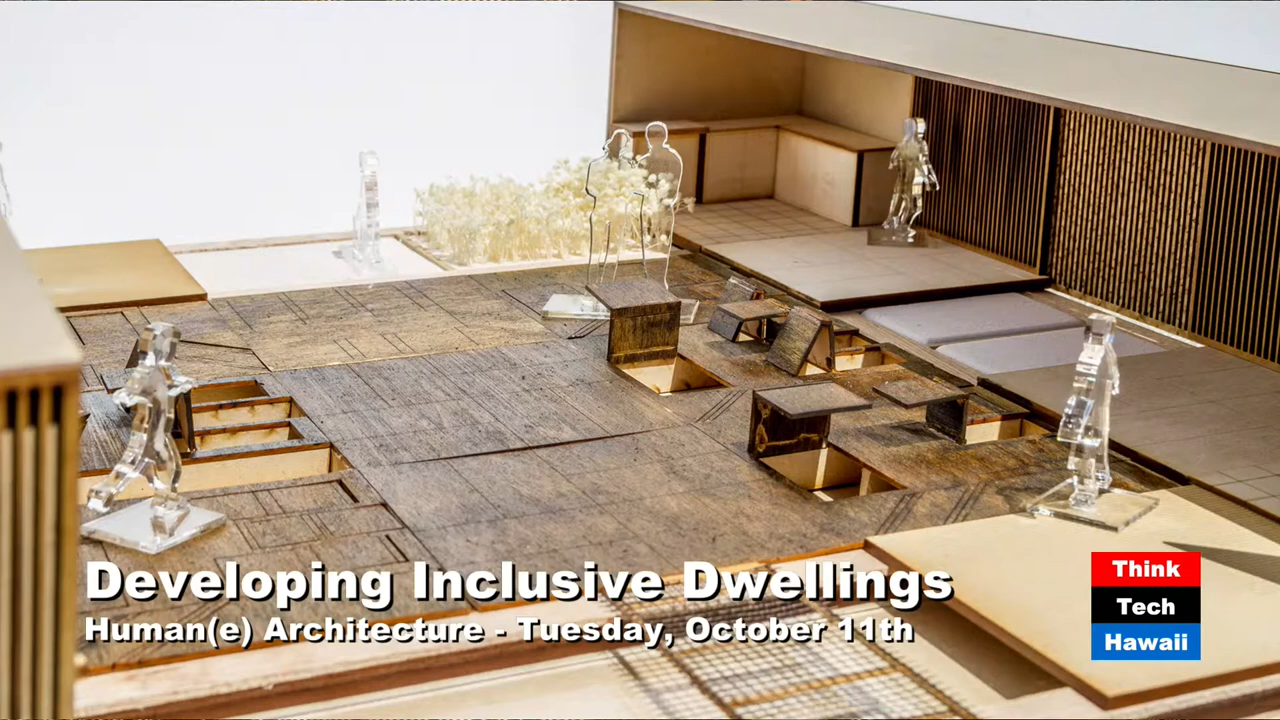 Developing Inclusive Dwellings
Human(e) Architecture - Tuesday, October 11th
Think
Tech
Hawaii